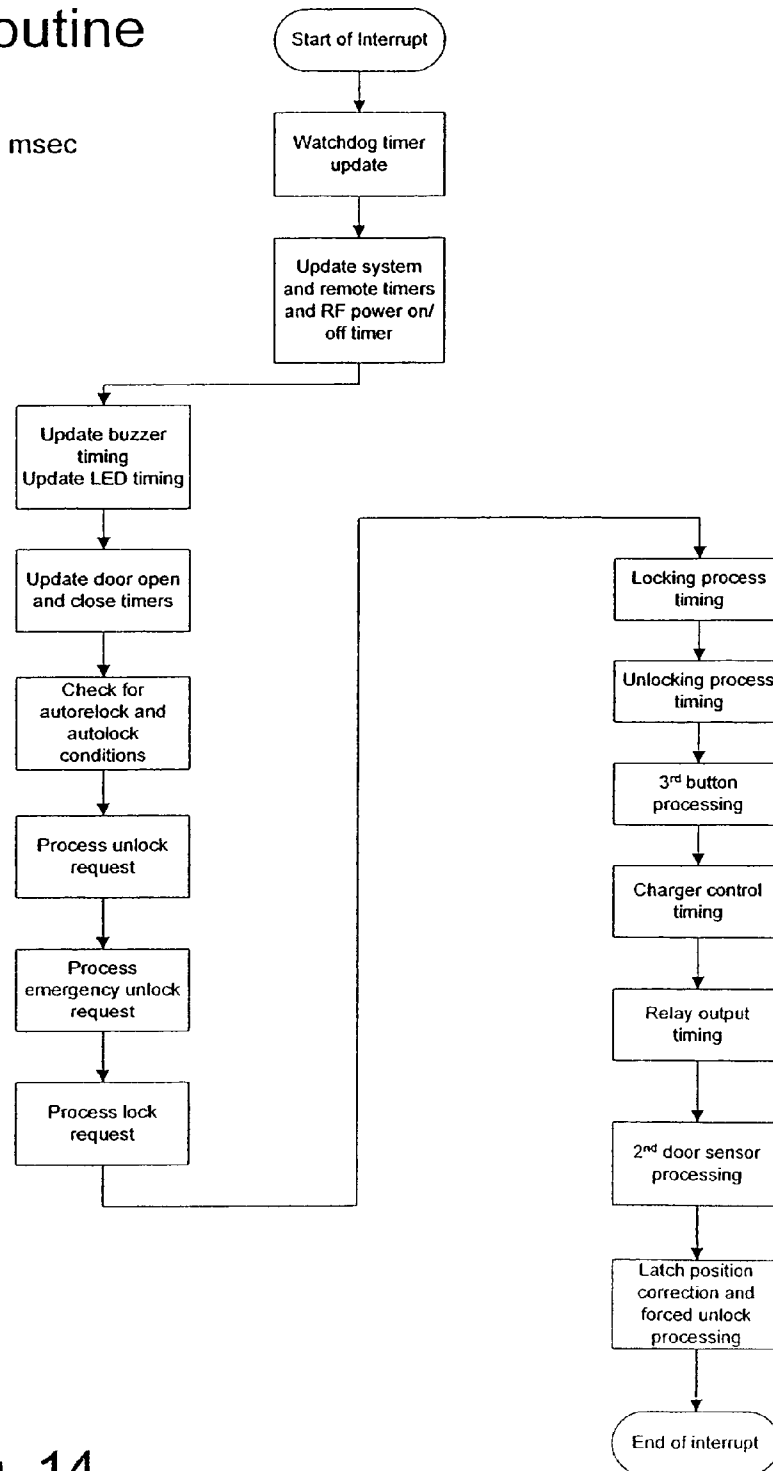 Start of Interrupt
msec
Watchdog timer
update
Update system
and remote timers
and RF power on/
off timer
Update buzzer
timing
Update LED timing
Update door open
and close timers
Check for
autorelock and
autolock
conditions
Process unlock
request
Process
emergency unlock
request
Process lock
request
Locking process
timing
Unlocking process
timing
3rd button
processing
Charger control
timing
Relay output
timing
2nd door sensor
processing
Latch position
correction and
forced unlock
processing
End of interrupt
14